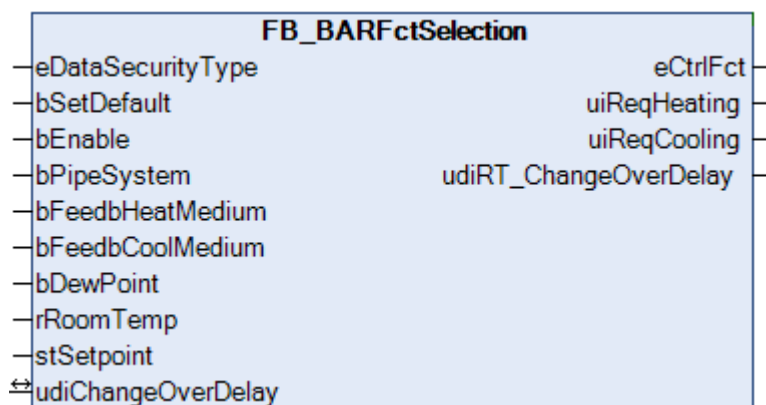 FB_BARFctSelection
eDataSecurityType eCtrlFct
bSetDefault uiReqHeating
bEnable uiReqCooling
bPipeSystem udiRT_ChangeOverDelay
bFeedbHeatMedium
bFeedbCoolMedium
bDewPoint
rRoomTemp
stSetpoint
udiChangeOverDelay